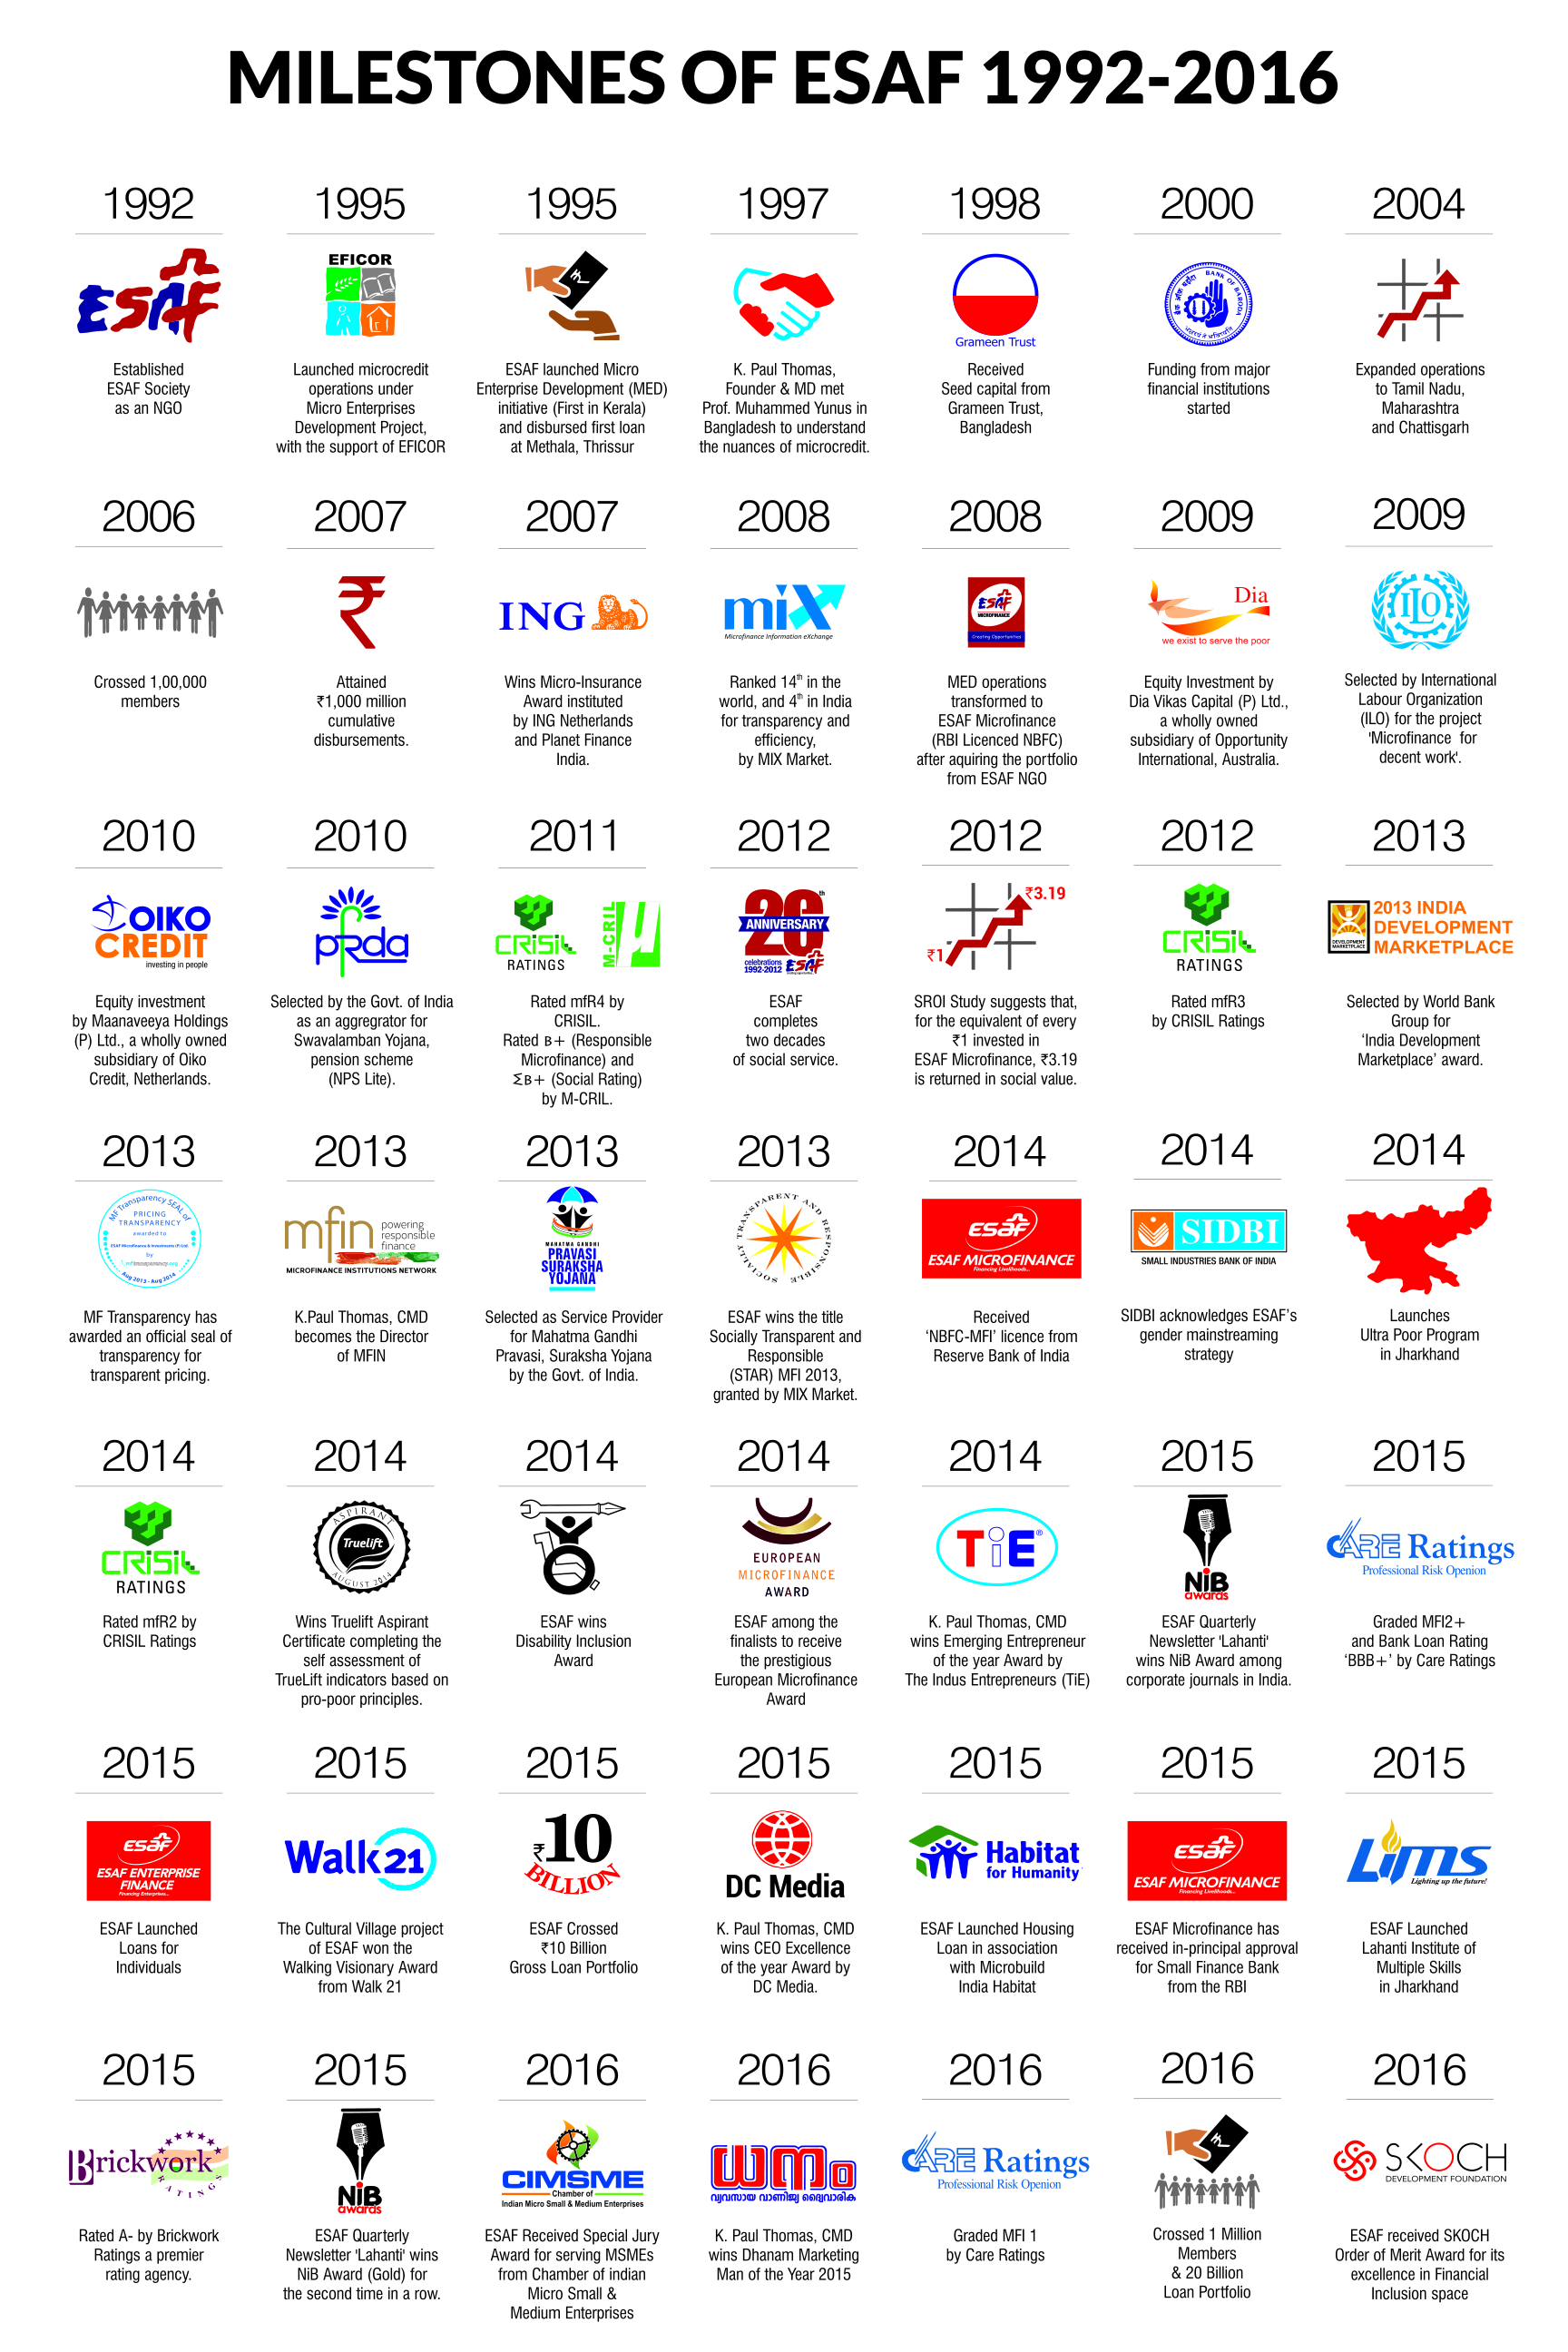 MILESTONES OF ESAF 1992-2016
1992
ESAF
Established
ESAF Society
as an NGO
1995
EFICOR
Launched microcredit
operations under
Micro Enterprises
Development Project,
with the support of EFICOR
1995
₹
ESAF launched Micro
Enterprise Development (MED)
initiative (First in Kerala)
and disbursed first loan
at Methala, Thrissur
1997
K. Paul Thomas,
Founder & MD met
Prof. Muhammed Yunus in
Bangladesh to understand
the nuances of microcredit.
1998
Grameen Trust
Received
Seed capital from
Grameen Trust,
Bangladesh
2000
BANK OF BARODA
Funding from major
financial institutions
started
2004
Expanded operations
to Tamil Nadu,
Maharashtra
and Chattisgarh
2006
Crossed 1,00,000
members
2007
₹
Attained
₹1,000 million
cumulative
disbursements.
2007
ING
Wins Micro-Insurance
Award instituted
by ING Netherlands
and Planet Finance
India.
2008
miX
Microfinance Information eXchange
Ranked 14th in the
world, and 4th in India
for transparency and
efficiency,
by MIX Market.
2008
ESAF
MICROFINANCE
Creating Opportunities
MED operations
transformed to
ESAF Microfinance
(RBI Licenced NBFC)
after aquiring the portfolio
from ESAF NGO
2009
Dia
we exist to serve the poor
Equity Investment by
Dia Vikas Capital (P) Ltd.,
a wholly owned
subsidiary of Opportunity
International, Australia.
2009
ILO
Selected by International
Labour Organization
(ILO) for the project
'Microfinance for
decent work'.
2010
OIKO
CREDIT
investing in people
Equity investment
by Maanaveeya Holdings
(P) Ltd., a wholly owned
subsidiary of Oiko
Credit, Netherlands.
2010
pfrda
Selected by the Govt. of India
as an aggregrator for
Swavalamban Yojana,
pension scheme
(NPS Lite).
2011
CRISIL
RATINGS
M-CRIL
µ
Rated mfR4 by
CRISIL.
Rated B+ (Responsible
Microfinance) and
ΣB+ (Social Rating)
by M-CRIL.
2012
20th
ANNIVERSARY
celebrations
1992-2012
ESAF
ESAF
completes
two decades
of social service.
2012
₹3.19
₹1
SROI Study suggests that,
for the equivalent of every
₹1 invested in
ESAF Microfinance, ₹3.19
is returned in social value.
2012
CRISIL
RATINGS
Rated mfR3
by CRISIL Ratings
2013
DEVELOPMENT
MARKETPLACE
2013 INDIA
DEVELOPMENT
MARKETPLACE
Selected by World Bank
Group for
‘India Development
Marketplace’ award.
2013
MF Transparency SEAL of
PRICING
TRANSPARENCY
awarded to
ESAF Microfinance & Investments (P) Ltd.
by
mftransparency.org
Aug 2013 - Aug 2014
MF Transparency has
awarded an official seal of
transparency for
transparent pricing.
2013
mfin
powering
responsible
finance
MICROFINANCE INSTITUTIONS NETWORK
K.Paul Thomas, CMD
becomes the Director
of MFIN
2013
MAHATMA GANDHI
PRAVASI
SURAKSHA
YOJANA
Selected as Service Provider
for Mahatma Gandhi
Pravasi, Suraksha Yojana
by the Govt. of India.
2013
SOCIALLY TRANSPARENT AND RESPONSIBLE
ESAF wins the title
Socially Transparent and
Responsible
(STAR) MFI 2013,
granted by MIX Market.
2014
ESAF
ESAF MICROFINANCE
Financing Livelihoods...
Received
‘NBFC-MFI’ licence from
Reserve Bank of India
2014
SIDBI
SMALL INDUSTRIES BANK OF INDIA
SIDBI acknowledges ESAF’s
gender mainstreaming
strategy
2014
Launches
Ultra Poor Program
in Jharkhand
2014
CRISIL
RATINGS
Rated mfR2 by
CRISIL Ratings
2014
ASPIRANT
Truelift
AUGUST 2014
Wins Truelift Aspirant
Certificate completing the
self assessment of
TrueLift indicators based on
pro-poor principles.
2014
ESAF wins
Disability Inclusion
Award
2014
EUROPEAN
MICROFINANCE
AWARD
ESAF among the
finalists to receive
the prestigious
European Microfinance
Award
2014
TiE®
K. Paul Thomas, CMD
wins Emerging Entrepreneur
of the year Award by
The Indus Entrepreneurs (TiE)
2015
NiB
awards
ESAF Quarterly
Newsletter 'Lahanti'
wins NiB Award among
corporate journals in India.
2015
CARE Ratings
Professional Risk Openion
Graded MFI2+
and Bank Loan Rating
‘BBB+’ by Care Ratings
2015
ESAF
ESAF ENTERPRISE
FINANCE
Financing Enterprises...
ESAF Launched
Loans for
Individuals
2015
Walk21
The Cultural Village project
of ESAF won the
Walking Visionary Award
from Walk 21
2015
₹10
BILLION
ESAF Crossed
₹10 Billion
Gross Loan Portfolio
2015
DC Media
K. Paul Thomas, CMD
wins CEO Excellence
of the year Award by
DC Media.
2015
Habitat
for Humanity
ESAF Launched Housing
Loan in association
with Microbuild
India Habitat
2015
ESAF
ESAF MICROFINANCE
Financing Livelihoods...
ESAF Microfinance has
received in-principal approval
for Small Finance Bank
from the RBI
2015
Lims
Lighting up the future!
ESAF Launched
Lahanti Institute of
Multiple Skills
in Jharkhand
2015
Brickwork
RATINGS
Rated A- by Brickwork
Ratings a premier
rating agency.
2015
NiB
awards
ESAF Quarterly
Newsletter 'Lahanti' wins
NiB Award (Gold) for
the second time in a row.
2016
CIMSME
Chamber of
Indian Micro Small & Medium Enterprises
ESAF Received Special Jury
Award for serving MSMEs
from Chamber of indian
Micro Small &
Medium Enterprises
2016
ധനം
വ്യവസായ വാണിജ്യ ദ്വൈവാരിക
K. Paul Thomas, CMD
wins Dhanam Marketing
Man of the Year 2015
2016
CARE Ratings
Professional Risk Openion
Graded MFI 1
by Care Ratings
2016
₹
Crossed 1 Million
Members
& 20 Billion
Loan Portfolio
2016
SKOCH
DEVELOPMENT FOUNDATION
ESAF received SKOCH
Order of Merit Award for its
excellence in Financial
Inclusion space